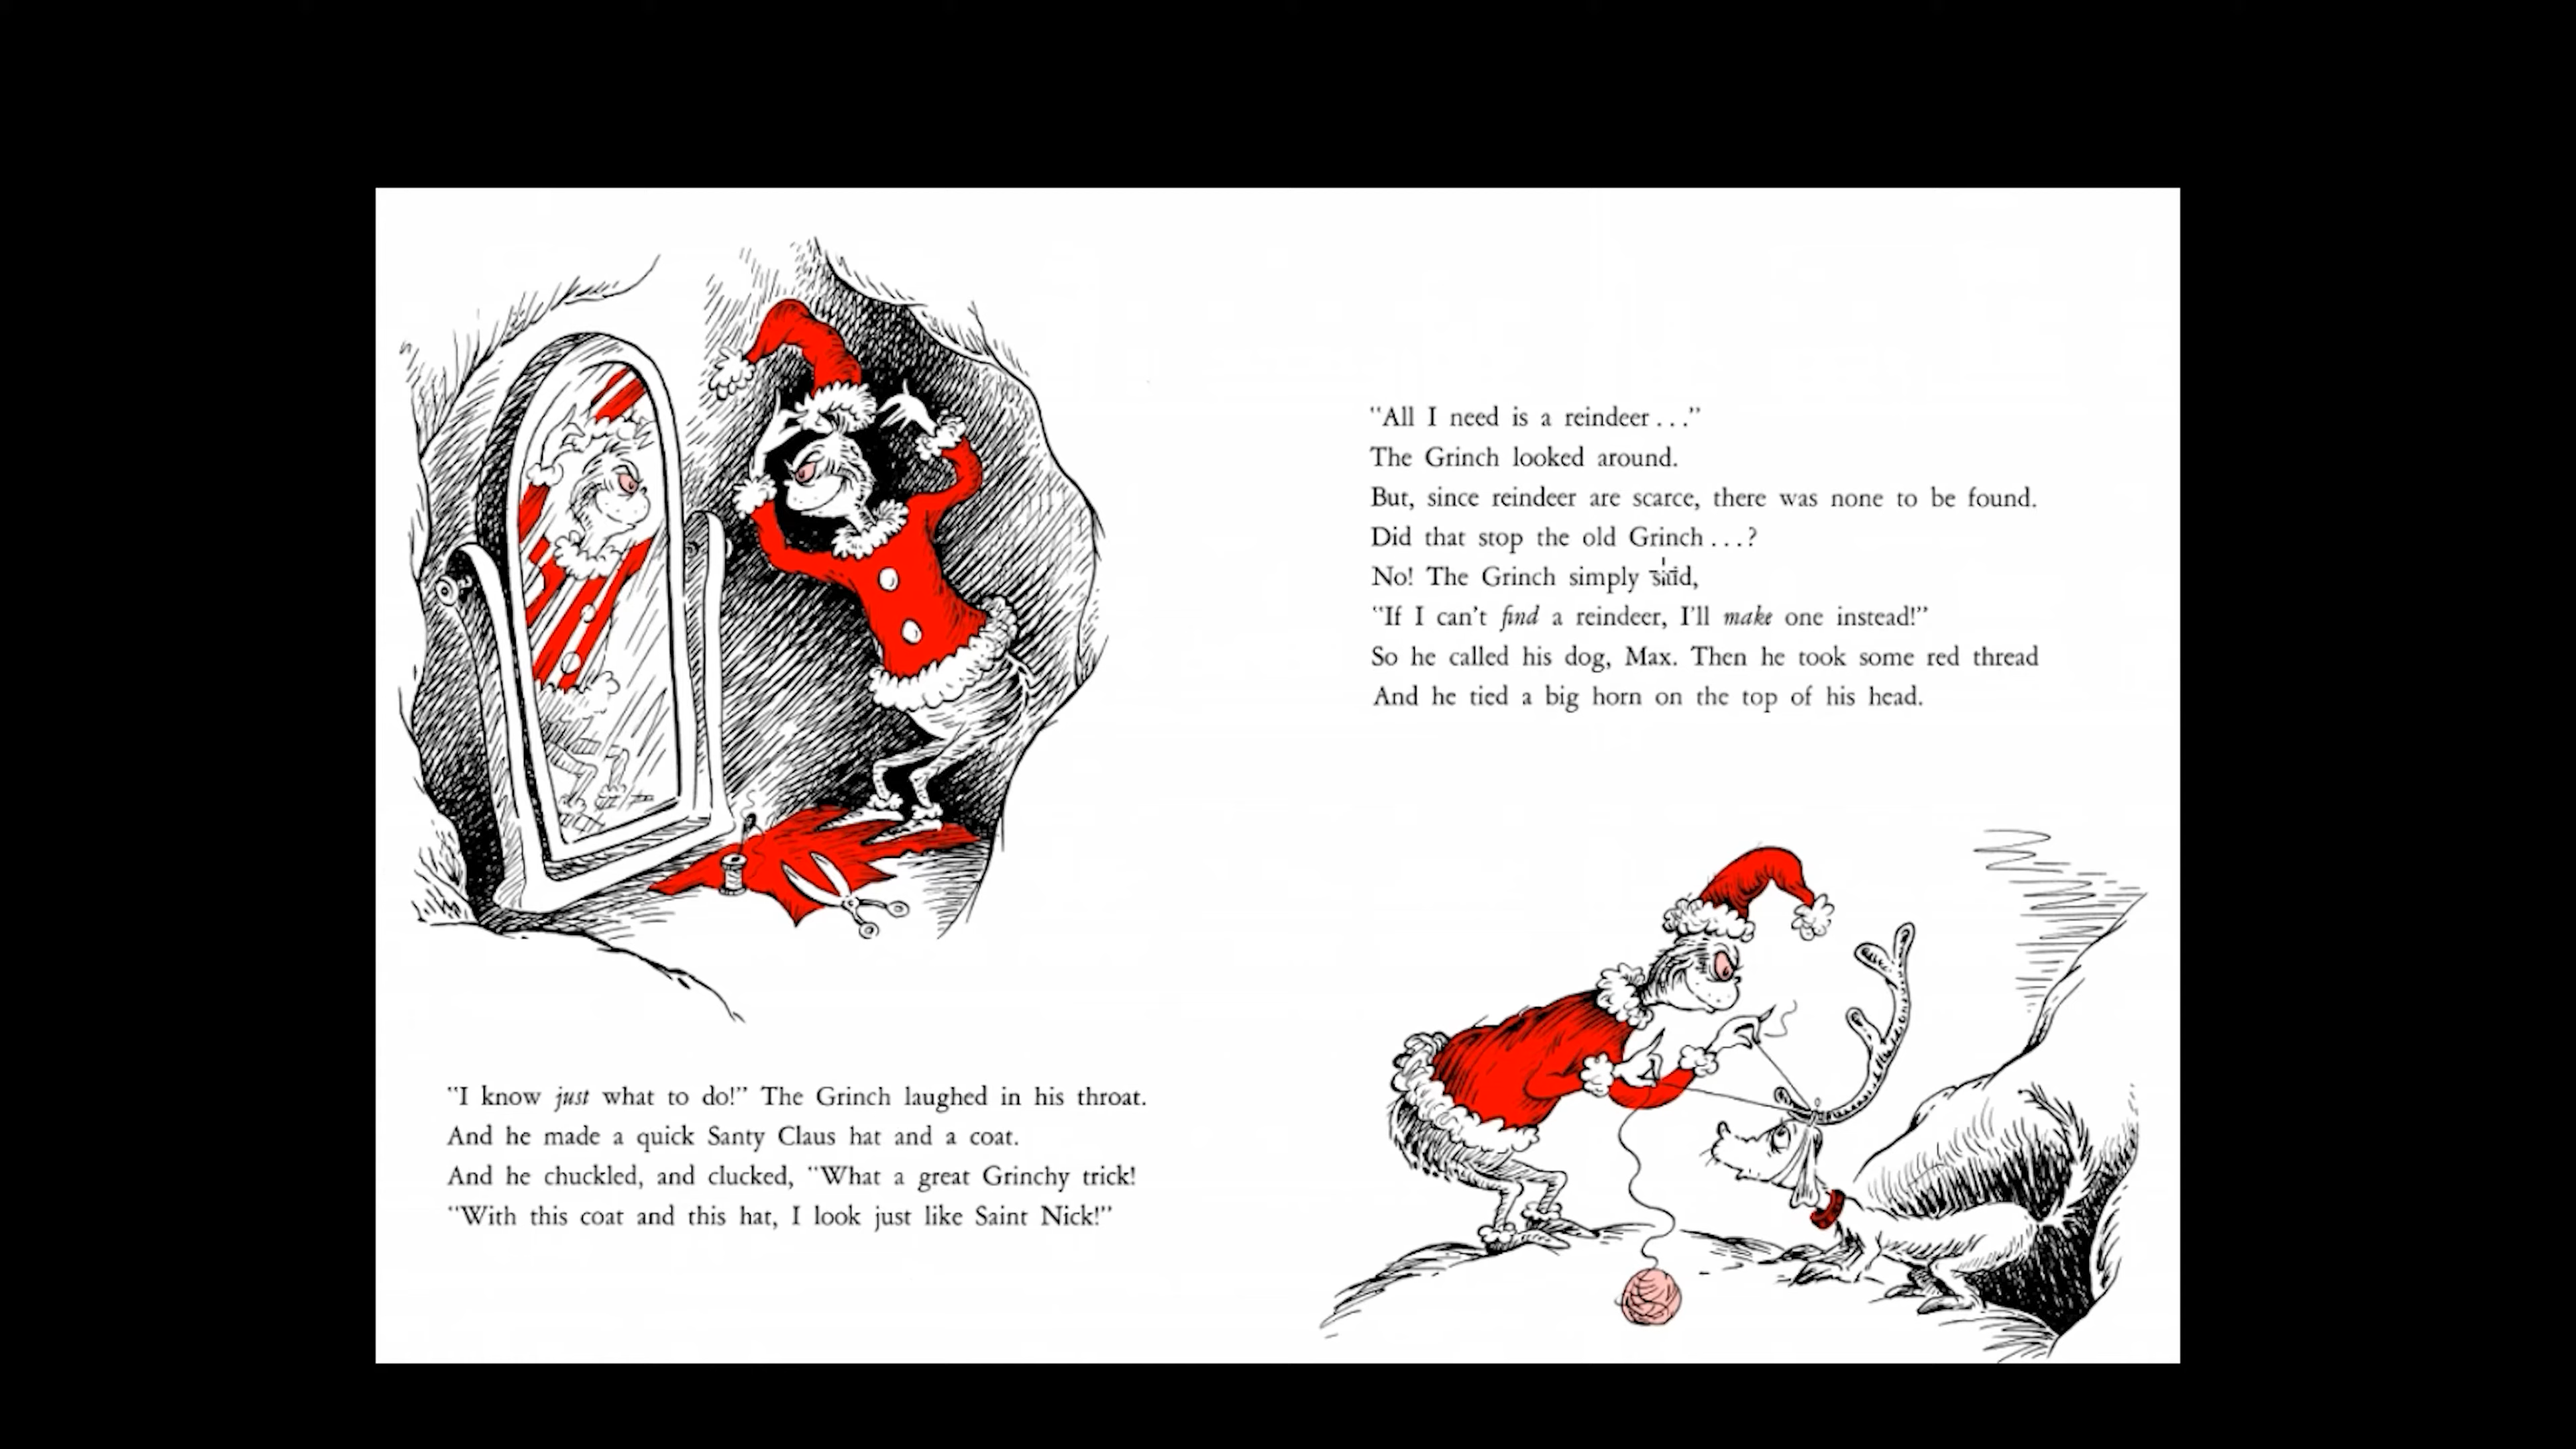 "I know just what to do!" The Grinch laughed in his throat.
And he made a quick Santy Claus hat and a coat.
And he chuckled, and clucked, "What a great Grinchy trick!
"With this coat and this hat, I look just like Saint Nick!"
"All I need is a reindeer . . ."
The Grinch looked around.
But, since reindeer are scarce, there was none to be found.
Did that stop the old Grinch . . . ?
No! The Grinch simply said,
"If I can't find a reindeer, I'll make one instead!"
So he called his dog, Max. Then he took some red thread
And he tied a big horn on the top of his head.